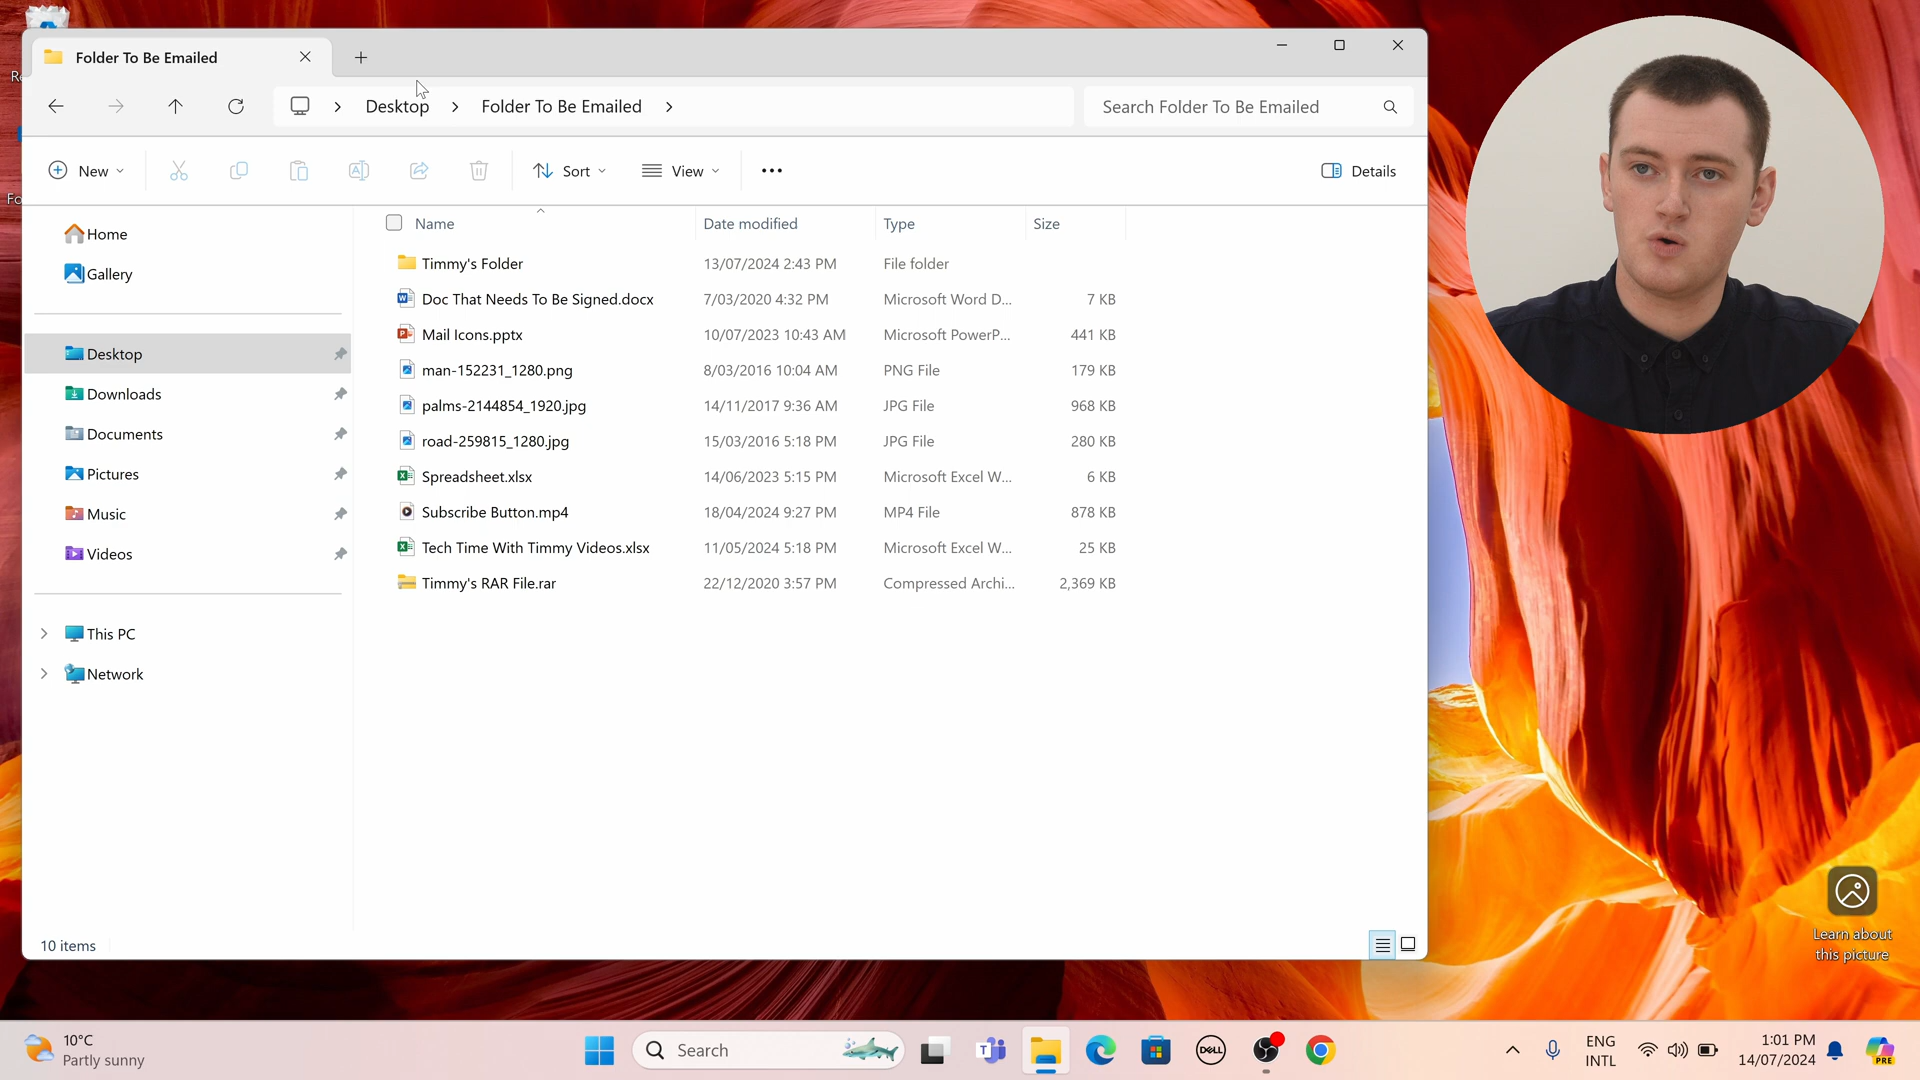 Folder To Be Emailed
Re
Desktop
Folder To Be Emailed
Search Folder To Be Emailed
New
Sort
View
Details
Fo
Name
Date modified
Type
Size
Home
Gallery
Desktop
Downloads
Documents
Pictures
Music
Videos
This PC
Network
Timmy's Folder 13/07/2024 2:43 PM File folder
Doc That Needs To Be Signed.docx 7/03/2020 4:32 PM Microsoft Word D... 7 KB
Mail Icons.pptx 10/07/2023 10:43 AM Microsoft PowerP... 441 KB
man-152231_1280.png 8/03/2016 10:04 AM PNG File 179 KB
palms-2144854_1920.jpg 14/11/2017 9:36 AM JPG File 968 KB
road-259815_1280.jpg 15/03/2016 5:18 PM JPG File 280 KB
Spreadsheet.xlsx 14/06/2023 5:15 PM Microsoft Excel W... 6 KB
Subscribe Button.mp4 18/04/2024 9:27 PM MP4 File 878 KB
Tech Time With Timmy Videos.xlsx 11/05/2024 5:18 PM Microsoft Excel W... 25 KB
Timmy's RAR File.rar 22/12/2020 3:57 PM Compressed Archi... 2,369 KB
10 items
Learn about
this picture
10°C
Partly sunny
Search
DELL
ENG
INTL
1:01 PM
14/07/2024
PRE